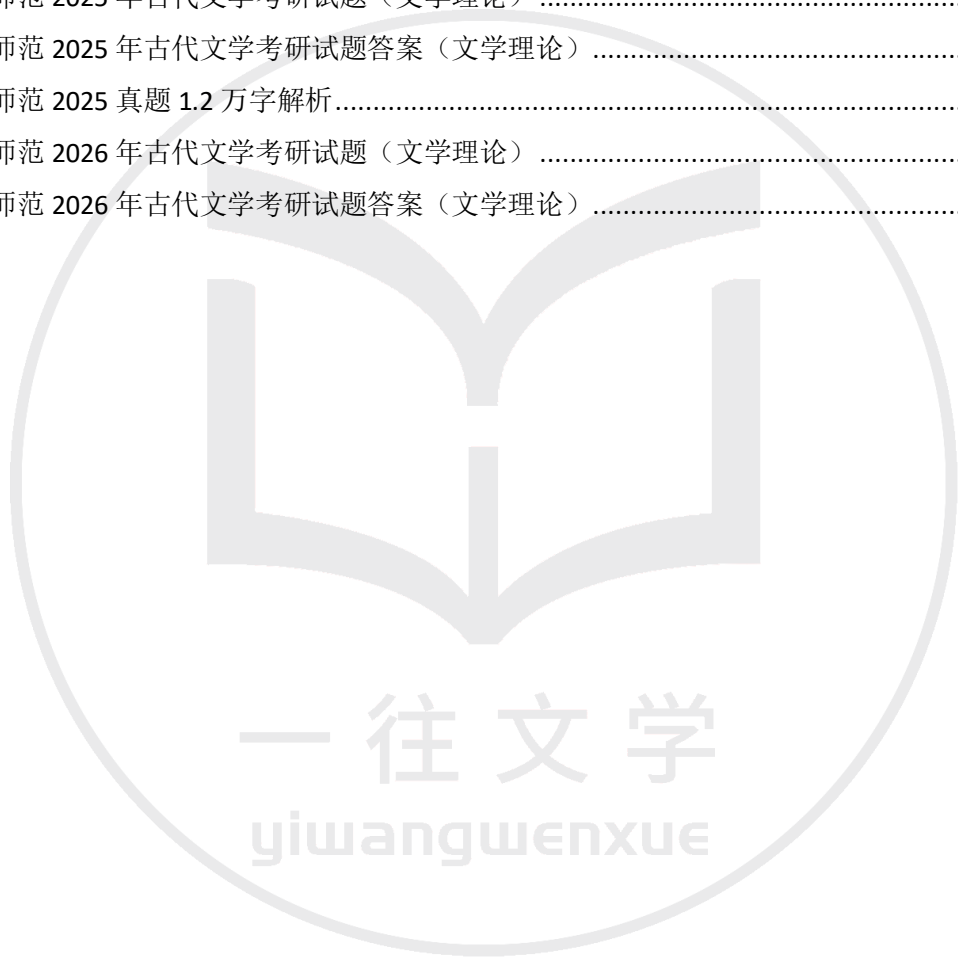 师范 2025 年古代文学考研试题（文学理论）................................................
师范 2025 年古代文学考研试题答案（文学理论）..........................................
师范 2025 真题 1.2 万字解析......................................................................
师范 2026 年古代文学考研试题（文学理论）................................................
师范 2026 年古代文学考研试题答案（文学理论）..........................................
一往文学
yiwangwenxue